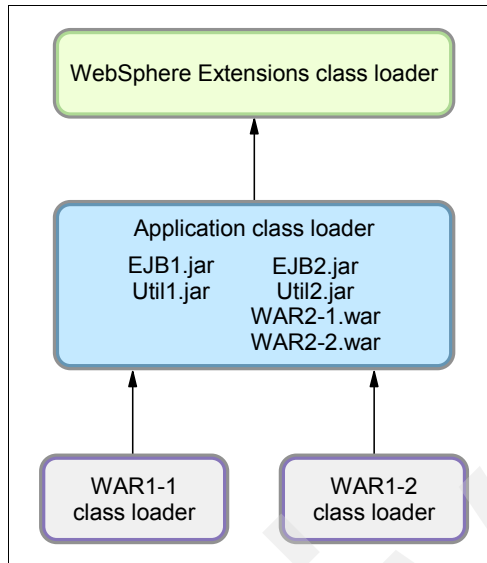 WebSphere Extensions class loader
Application class loader
EJB1.jar
Util1.jar
EJB2.jar
Util2.jar
WAR2-1.war
WAR2-2.war
WAR1-1
class loader
WAR1-2
class loader